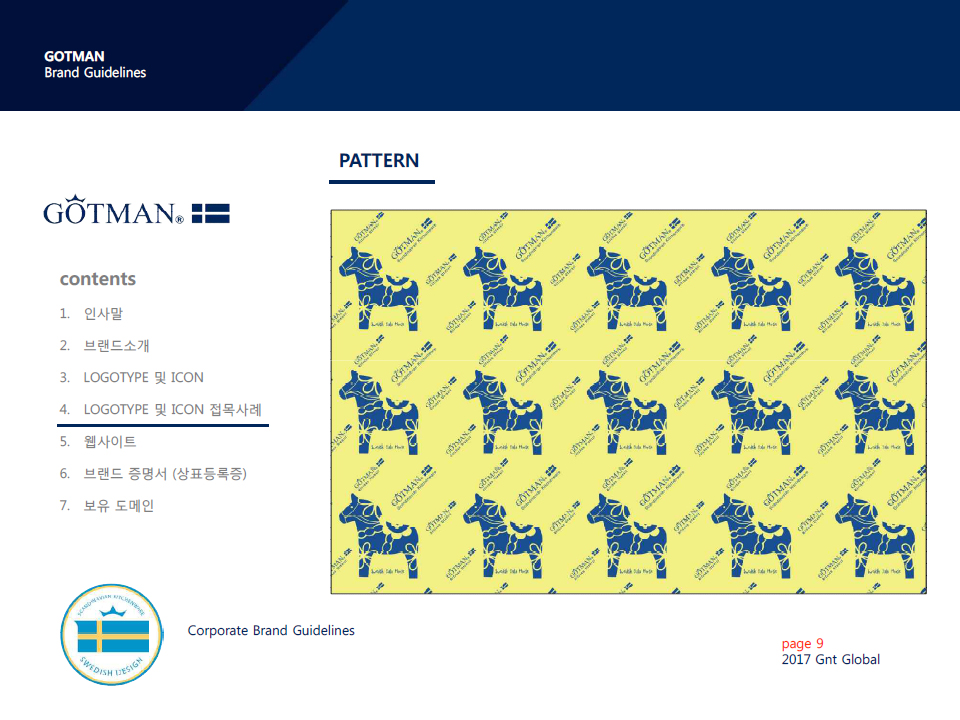 GOTMAN
Brand Guidelines
PATTERN
GÖTMAN®
contents
1. 인사말
2. 브랜드소개
3. LOGOTYPE 및 ICON
4. LOGOTYPE 및 ICON 접목사례
5. 웹사이트
6. 브랜드 증명서 (상표등록증)
7. 보유 도메인
GÖTMAN®
SCANDINAVIAN KITCHENWARE
SWEDISH DESIGN
Corporate Brand Guidelines
page 9
2017 Gnt Global